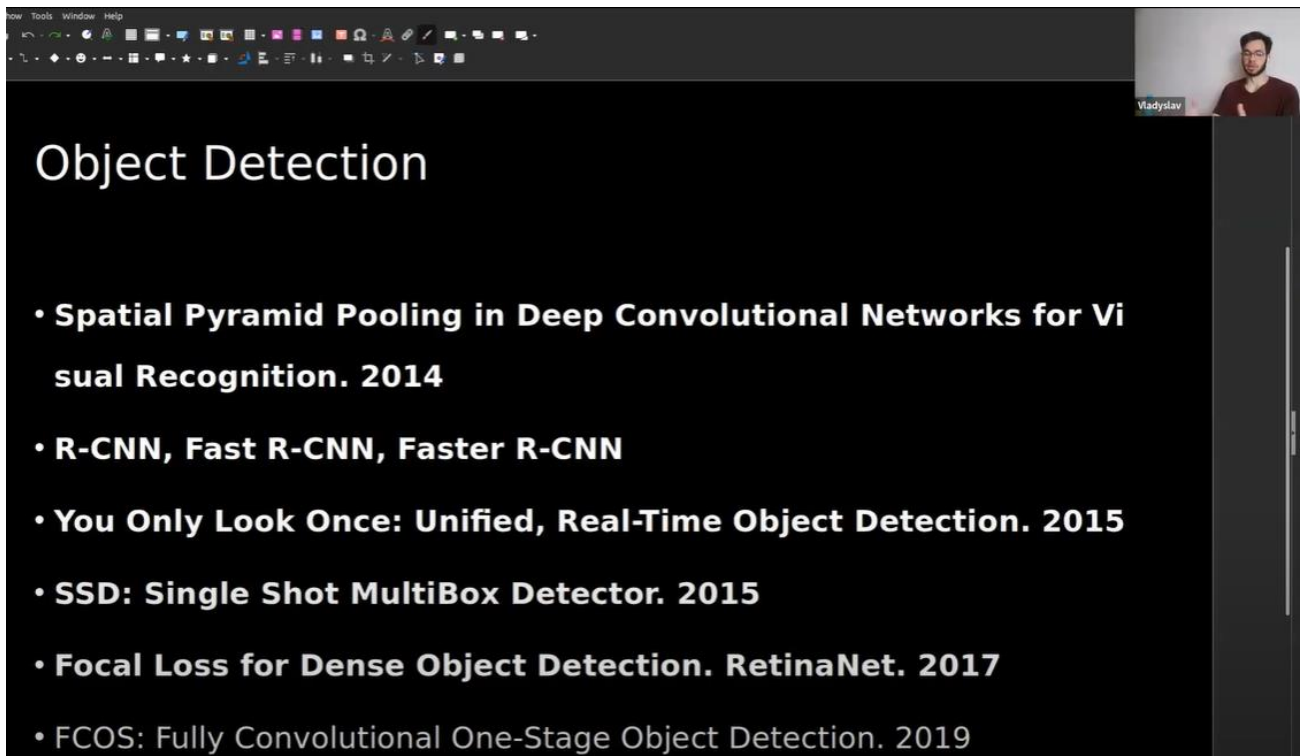 how Tools Window Help
Vladyslav
Object Detection
• Spatial Pyramid Pooling in Deep Convolutional Networks for Vi
sual Recognition. 2014
• R-CNN, Fast R-CNN, Faster R-CNN
• You Only Look Once: Unified, Real-Time Object Detection. 2015
• SSD: Single Shot MultiBox Detector. 2015
• Focal Loss for Dense Object Detection. RetinaNet. 2017
• FCOS: Fully Convolutional One-Stage Object Detection. 2019